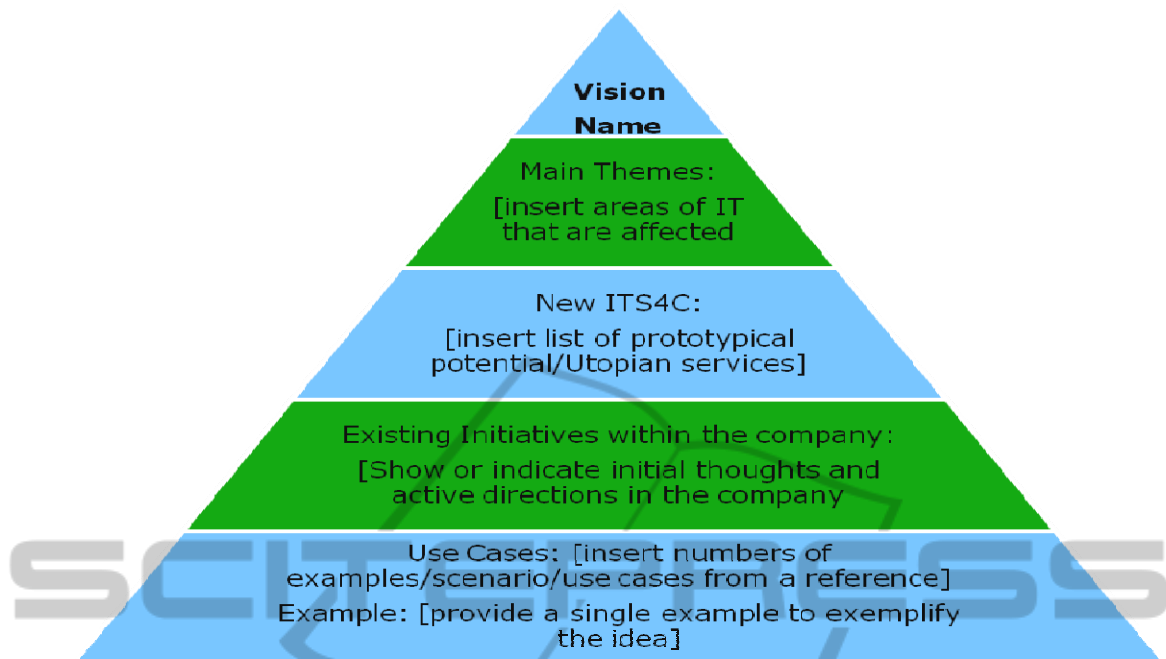 Vision
Name
Main Themes:
[insert areas of IT
that are affected
New ITS4C:
[insert list of prototypical
potential/Utopian services]
Existing Initiatives within the company:
[Show or indicate initial thoughts and
active directions in the company
Use Cases: [insert numbers of
examples/scenario/use cases from a reference]
Example: [provide a single example to exemplify
the idea]
SCITEPRESS